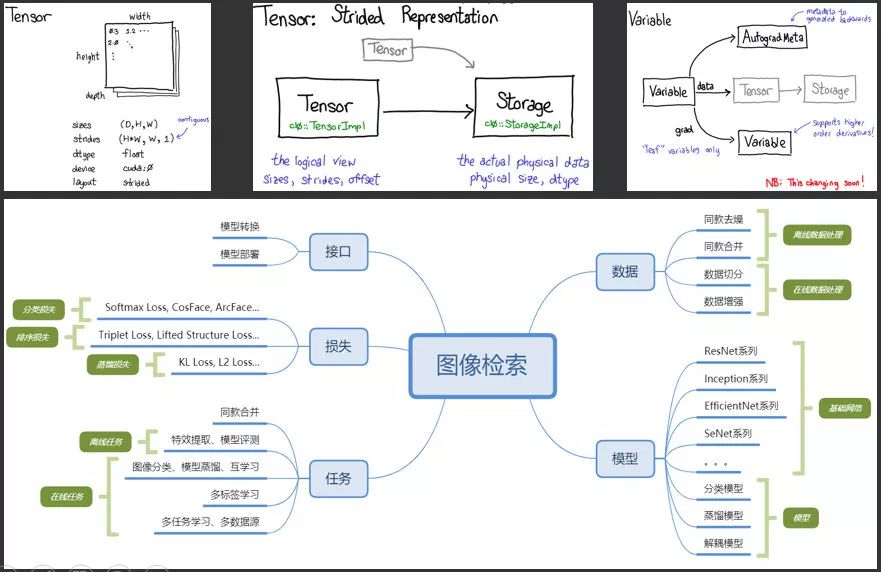 Tensor
width
0.3 1.2 ...
2.0
height
depth
sizes (D, H, W)
strides (H*W, W, 1)
contiguous
dtype float
device cuda:0
layout strided
Tensor: Strided Representation
Tensor
Tensor
c10::TensorImpl
Storage
c10::StorageImpl
the logical view
sizes, strides, offset
the actual physical data
physical size, dtype
Variable
metadata to
generated backwards
AutogradMeta
Variable
data
Tensor
Storage
grad
"leaf" variables only
Variable
supports higher
order derivatives!
NB: This changing soon!
图像检索
接口
模型转换
模型部署
损失
分类损失
Softmax Loss, CosFace, ArcFace...
排序损失
Triplet Loss, Lifted Structure Loss...
蒸馏损失
KL Loss, L2 Loss...
任务
同款合并
离线任务
特效提取、模型评测
在线任务
图像分类、模型蒸馏、互学习
多标签学习
多任务学习、多数据源
数据
同款去燥
同款合并
离线数据处理
数据切分
数据增强
在线数据处理
模型
ResNet系列
Inception系列
EfficientNet系列
SeNet系列
。。。
基础网络
分类模型
蒸馏模型
解耦模型
模型